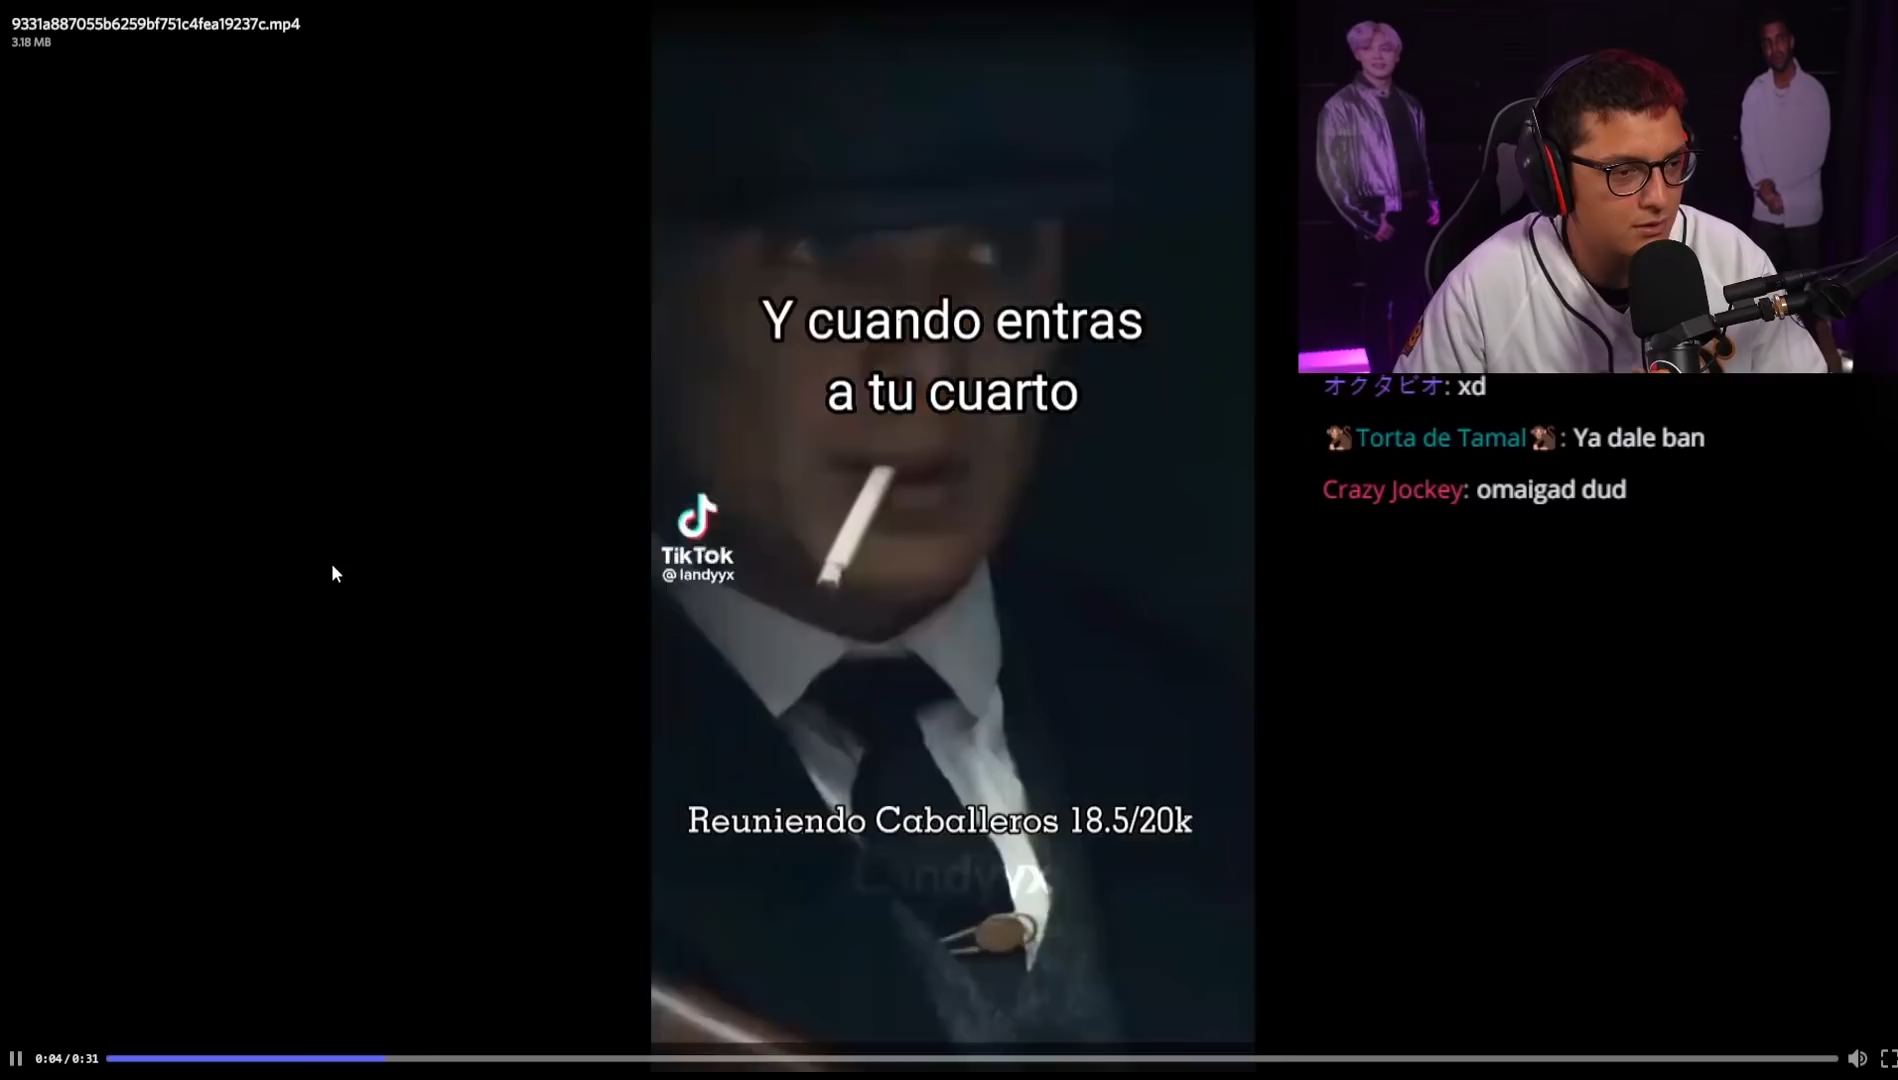 9331a887055b6259bf751c4fea19237c.mp4
3.18 MB
Y cuando entras
a tu cuarto
TikTok
@landyyx
Reuniendo Caballeros 18.5/20k
Landyyx
オクタビオ: xd
Torta de Tamal: Ya dale ban
Crazy Jockey: omaigad dud
0:04/0:31